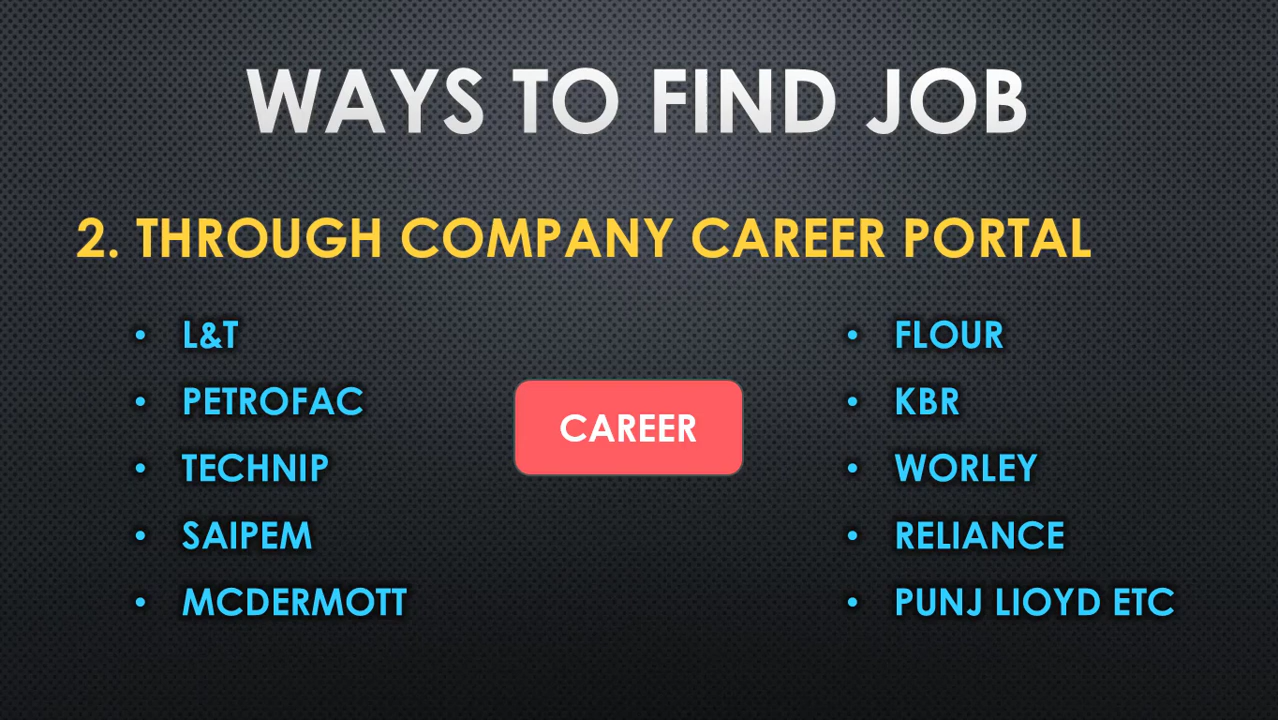 WAYS TO FIND JOB
2. THROUGH COMPANY CAREER PORTAL
• L&T
• PETROFAC
• TECHNIP
• SAIPEM
• MCDERMOTT
CAREER
• FLOUR
• KBR
• WORLEY
• RELIANCE
• PUNJ LIOYD ETC